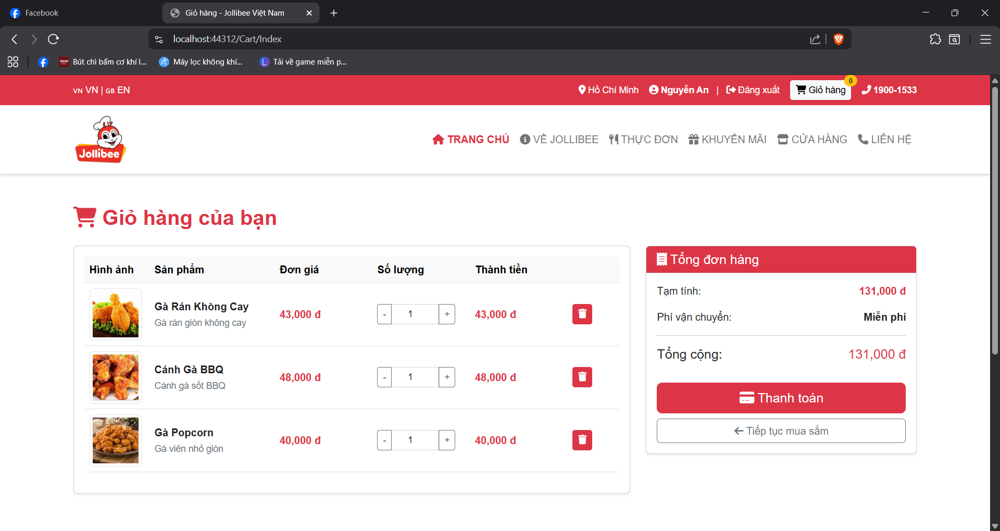 Facebook
Giỏ hàng - Jollibee Việt Nam
localhost:44312/Cart/Index
Bút chì bấm cơ khí l...
Máy lọc không khí...
L Tải về game miễn p...
VN VN | GB EN
Hồ Chí Minh
Nguyễn An
|
Đăng xuất
Giỏ hàng
0
1900-1533
Jollibee
TRANG CHỦ
VỀ JOLLIBEE
THỰC ĐƠN
KHUYẾN MÃI
CỬA HÀNG
LIÊN HỆ
Giỏ hàng của bạn
Hình ảnh Sản phẩm Đơn giá Số lượng Thành tiền
Gà Rán Không Cay
Gà rán giòn không cay
43,000 đ - 1 + 43,000 đ
Cánh Gà BBQ
Cánh gà sốt BBQ
48,000 đ - 1 + 48,000 đ
Gà Popcorn
Gà viên nhỏ giòn
40,000 đ - 1 + 40,000 đ
Tổng đơn hàng
Tạm tính: 131,000 đ
Phí vận chuyển: Miễn phí
Tổng cộng: 131,000 đ
Thanh toán
Tiếp tục mua sắm